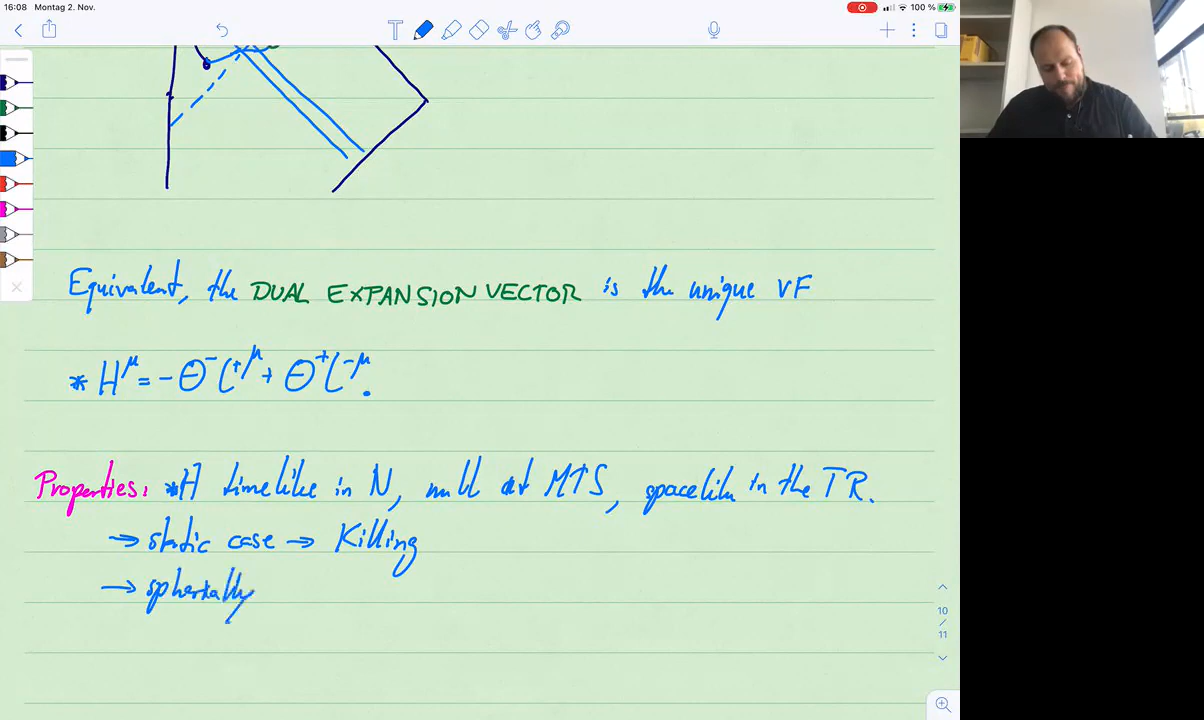 16:08 Montag 2. Nov.
100 %
Equivalent, the DUAL EXPANSION VECTOR is the unique VF
*H^μ = -Θ^- l^{+μ} + Θ^+ l^{-μ}.
Properties: *H timelike in N, null at MTS, spacelike in the TR.
→ static case → Killing
→ spherially
10
/
11